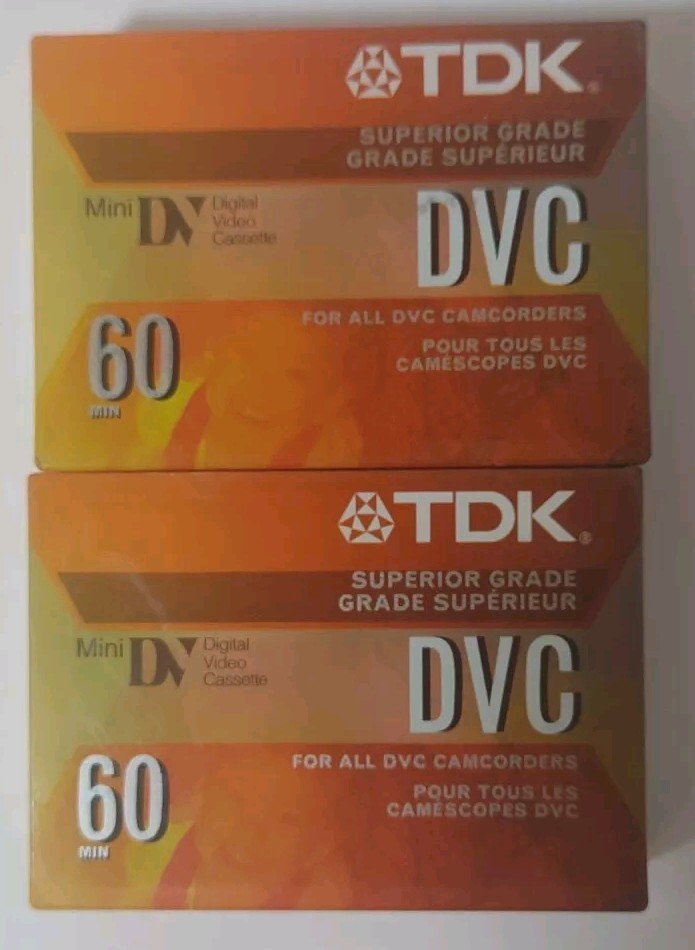 TDK®
SUPERIOR GRADE
GRADE SUPÉRIEUR
Mini DV Digital
Video
Cassette
DVC
60
MIN
FOR ALL DVC CAMCORDERS
POUR TOUS LES
CAMÉSCOPES DVC
TDK®
SUPERIOR GRADE
GRADE SUPÉRIEUR
Mini DV Digital
Video
Cassette
DVC
60
MIN
FOR ALL DVC CAMCORDERS
POUR TOUS LES
CAMÉSCOPES DVC